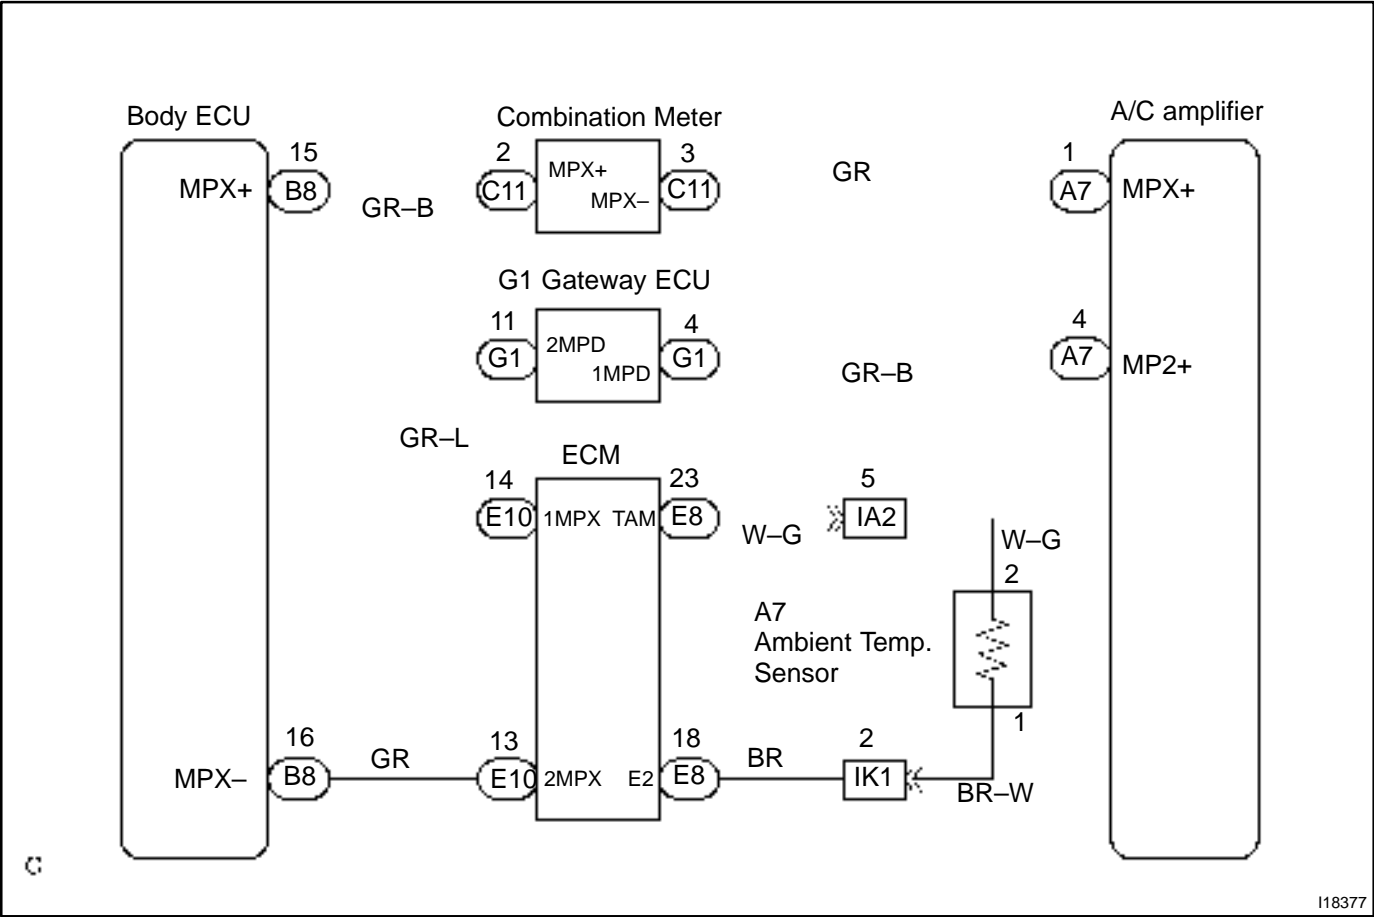 Body ECU
Combination Meter
A/C amplifier
15
2
3
1
MPX+
B8
GR–B
C11
MPX+
MPX–
C11
GR
A7
MPX+
G1 Gateway ECU
11
4
4
G1
2MPD
1MPD
G1
GR–B
A7
MP2+
GR–L
ECM
14
23
5
E10
1MPX
TAM
E8
W–G
IA2
W–G
2
A7
Ambient Temp.
Sensor
1
16
13
18
2
MPX–
B8
GR
E10
2MPX
E2
E8
BR
IK1
BR–W
I18377